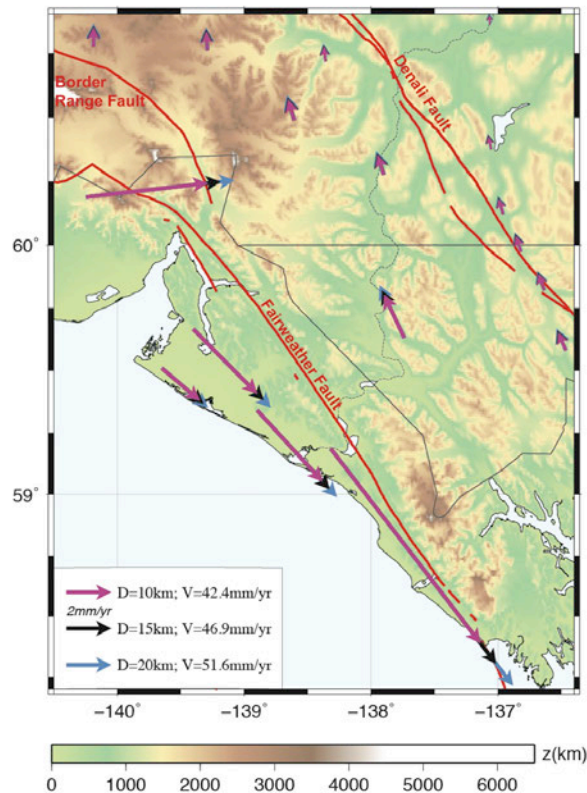 Border
Range Fault
Denali Fault
60°
Fairweather Fault
59°
D=10km; V=42.4mm/yr
2mm/yr
D=15km; V=46.9mm/yr
D=20km; V=51.6mm/yr
−140° −139° −138° −137°
0 1000 2000 3000 4000 5000 6000 z(km)